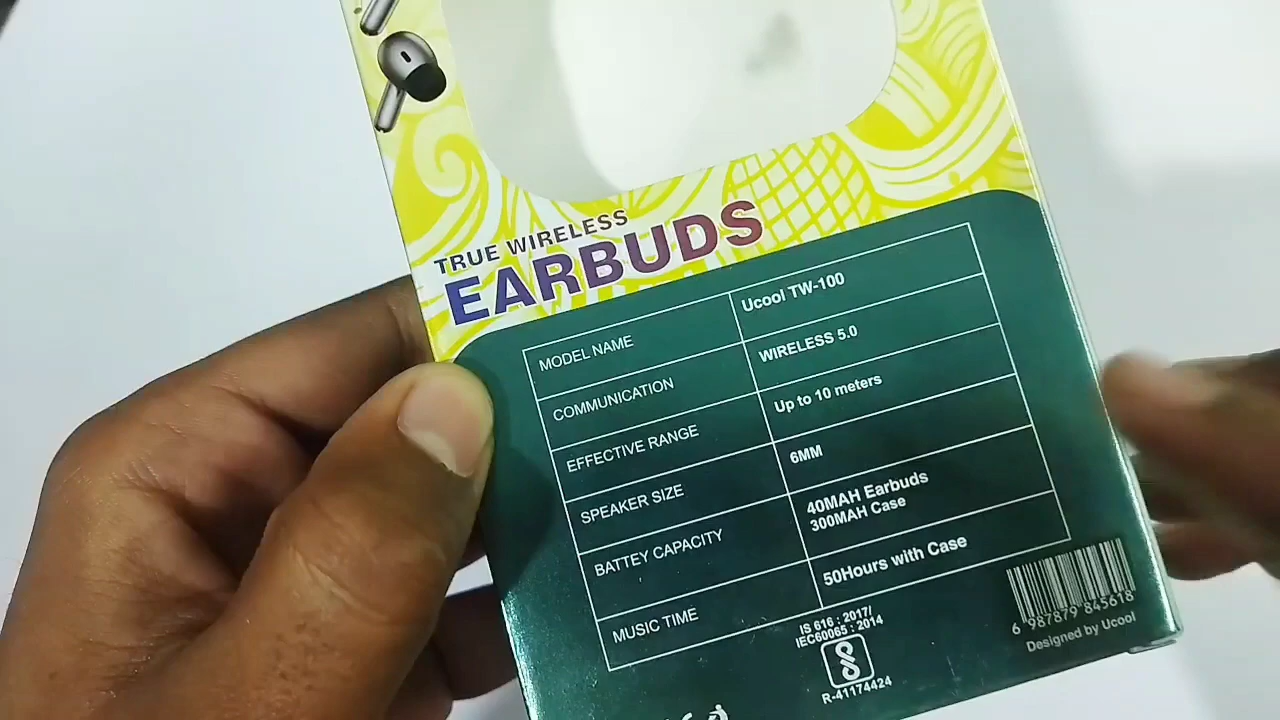 TRUE WIRELESS
EARBUDS
MODEL NAME Ucool TW-100
COMMUNICATION WIRELESS 5.0
EFFECTIVE RANGE Up to 10 meters
SPEAKER SIZE 6MM
BATTEY CAPACITY 40MAH Earbuds
300MAH Case
MUSIC TIME 50Hours with Case
IS 616 : 2017/
IEC60065 : 2014
R-41174424
6 987879 845618
Designed by Ucool